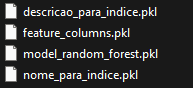 descricao_para_indice.pkl
feature_columns.pkl
model_random_forest.pkl
nome_para_indice.pkl